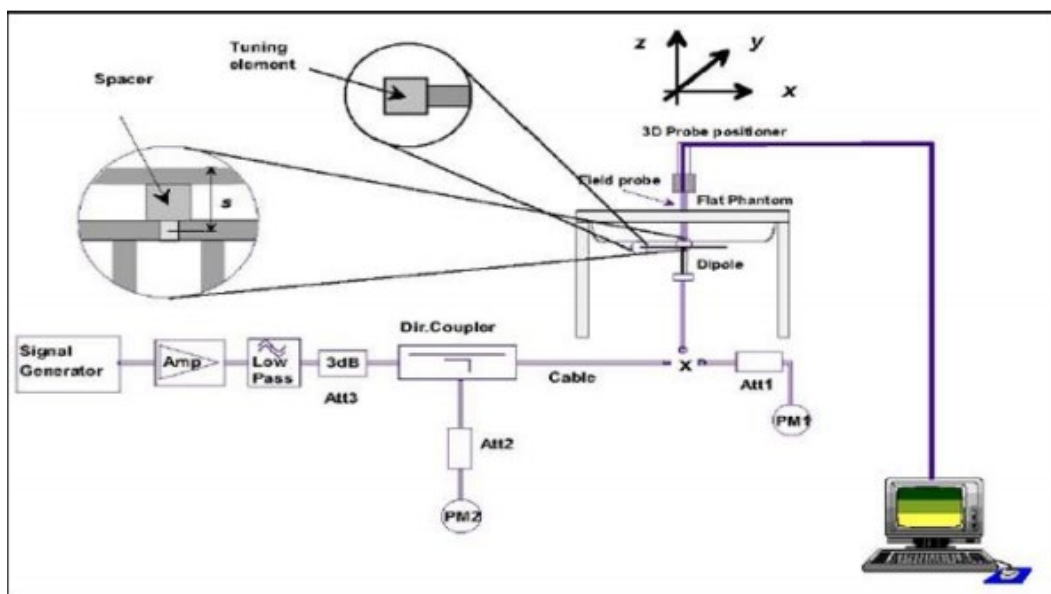 Tuning
element
Spacer
s
z
y
x
3D Probe positioner
Field probe
Flat Phantom
Dipole
Signal
Generator
Amp
Low
Pass
3dB
Att3
Dir.Coupler
Cable
X
Att1
PM1
Att2
PM2